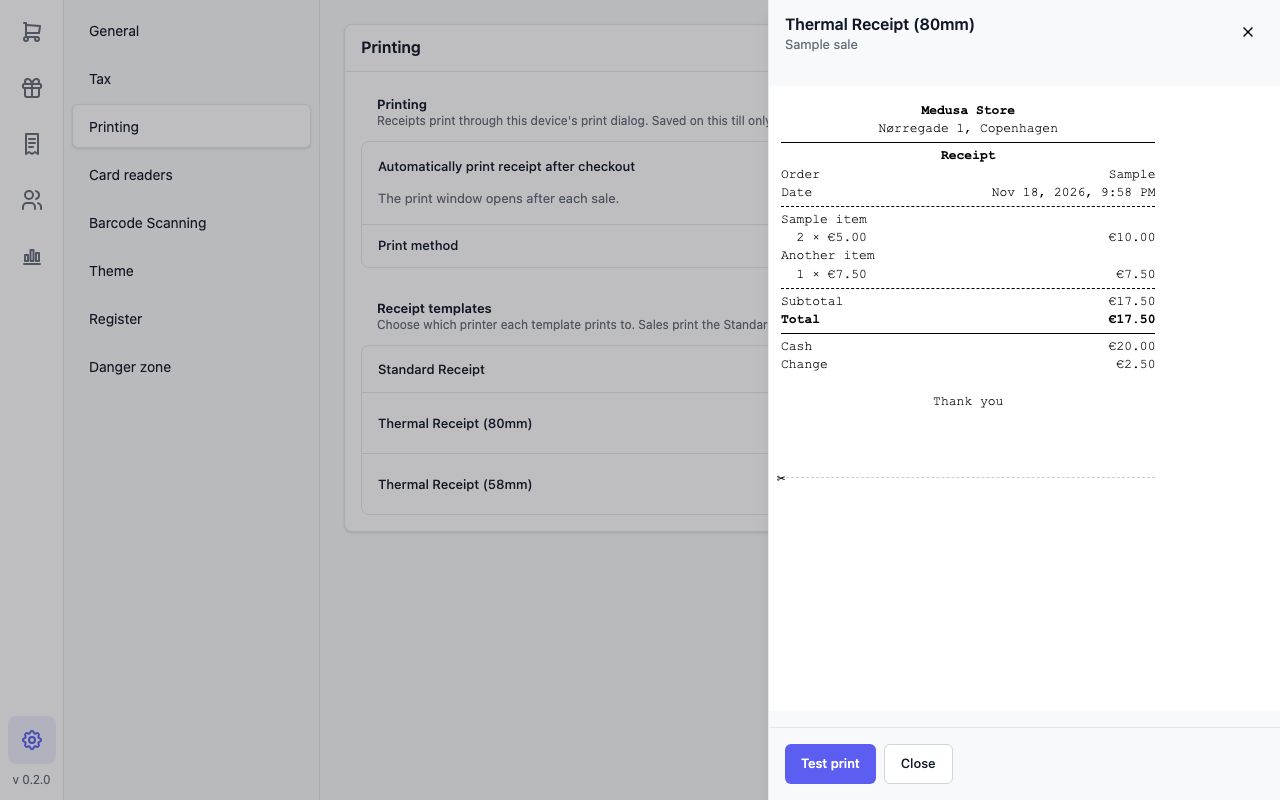 General
Tax
Printing
Card readers
Barcode Scanning
Theme
Register
Danger zone
v 0.2.0
Printing
Printing
Receipts print through this device's print dialog. Saved on this till only
Automatically print receipt after checkout
The print window opens after each sale.
Print method
Receipt templates
Choose which printer each template prints to. Sales print the Standar
Standard Receipt
Thermal Receipt (80mm)
Thermal Receipt (58mm)
Thermal Receipt (80mm)
Sample sale
Medusa Store
Nørregade 1, Copenhagen
Receipt
Order Sample
Date Nov 18, 2026, 9:58 PM
Sample item
2 × €5.00 €10.00
Another item
1 × €7.50 €7.50
Subtotal €17.50
Total €17.50
Cash €20.00
Change €2.50
Thank you
Test print
Close